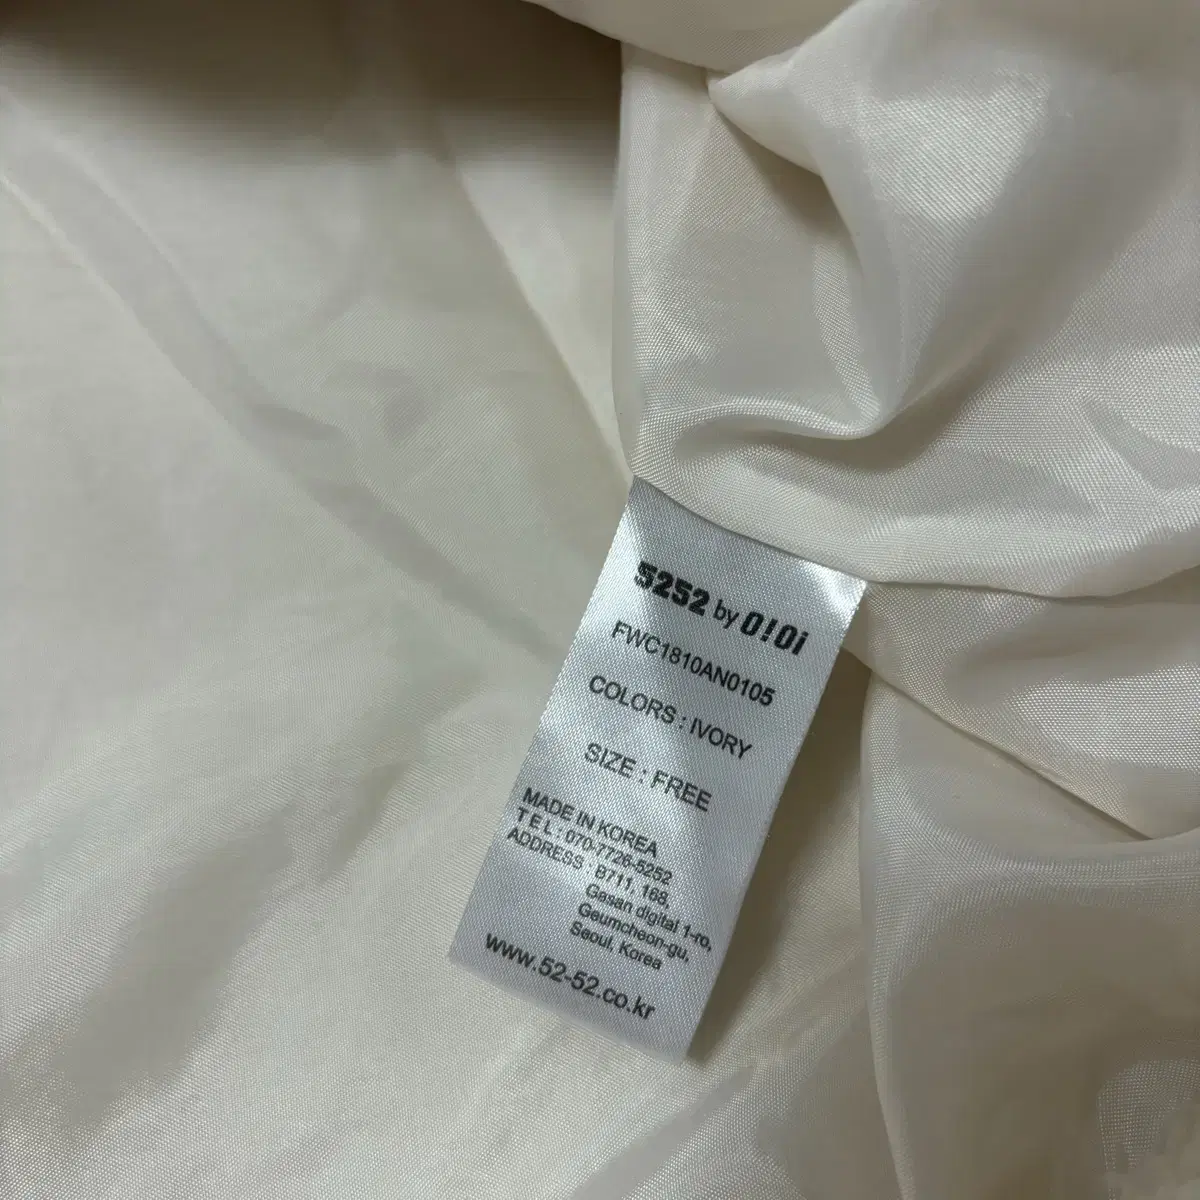 5252 by O!Oi
FWC1810AN0105
COLORS : IVORY
SIZE : FREE
MADE IN KOREA
TEL : 070-7726-5252
ADDRESS : B711, 168,
Gasan digital 1-ro,
Geumcheon-gu,
Seoul, Korea
www.52-52.co.kr